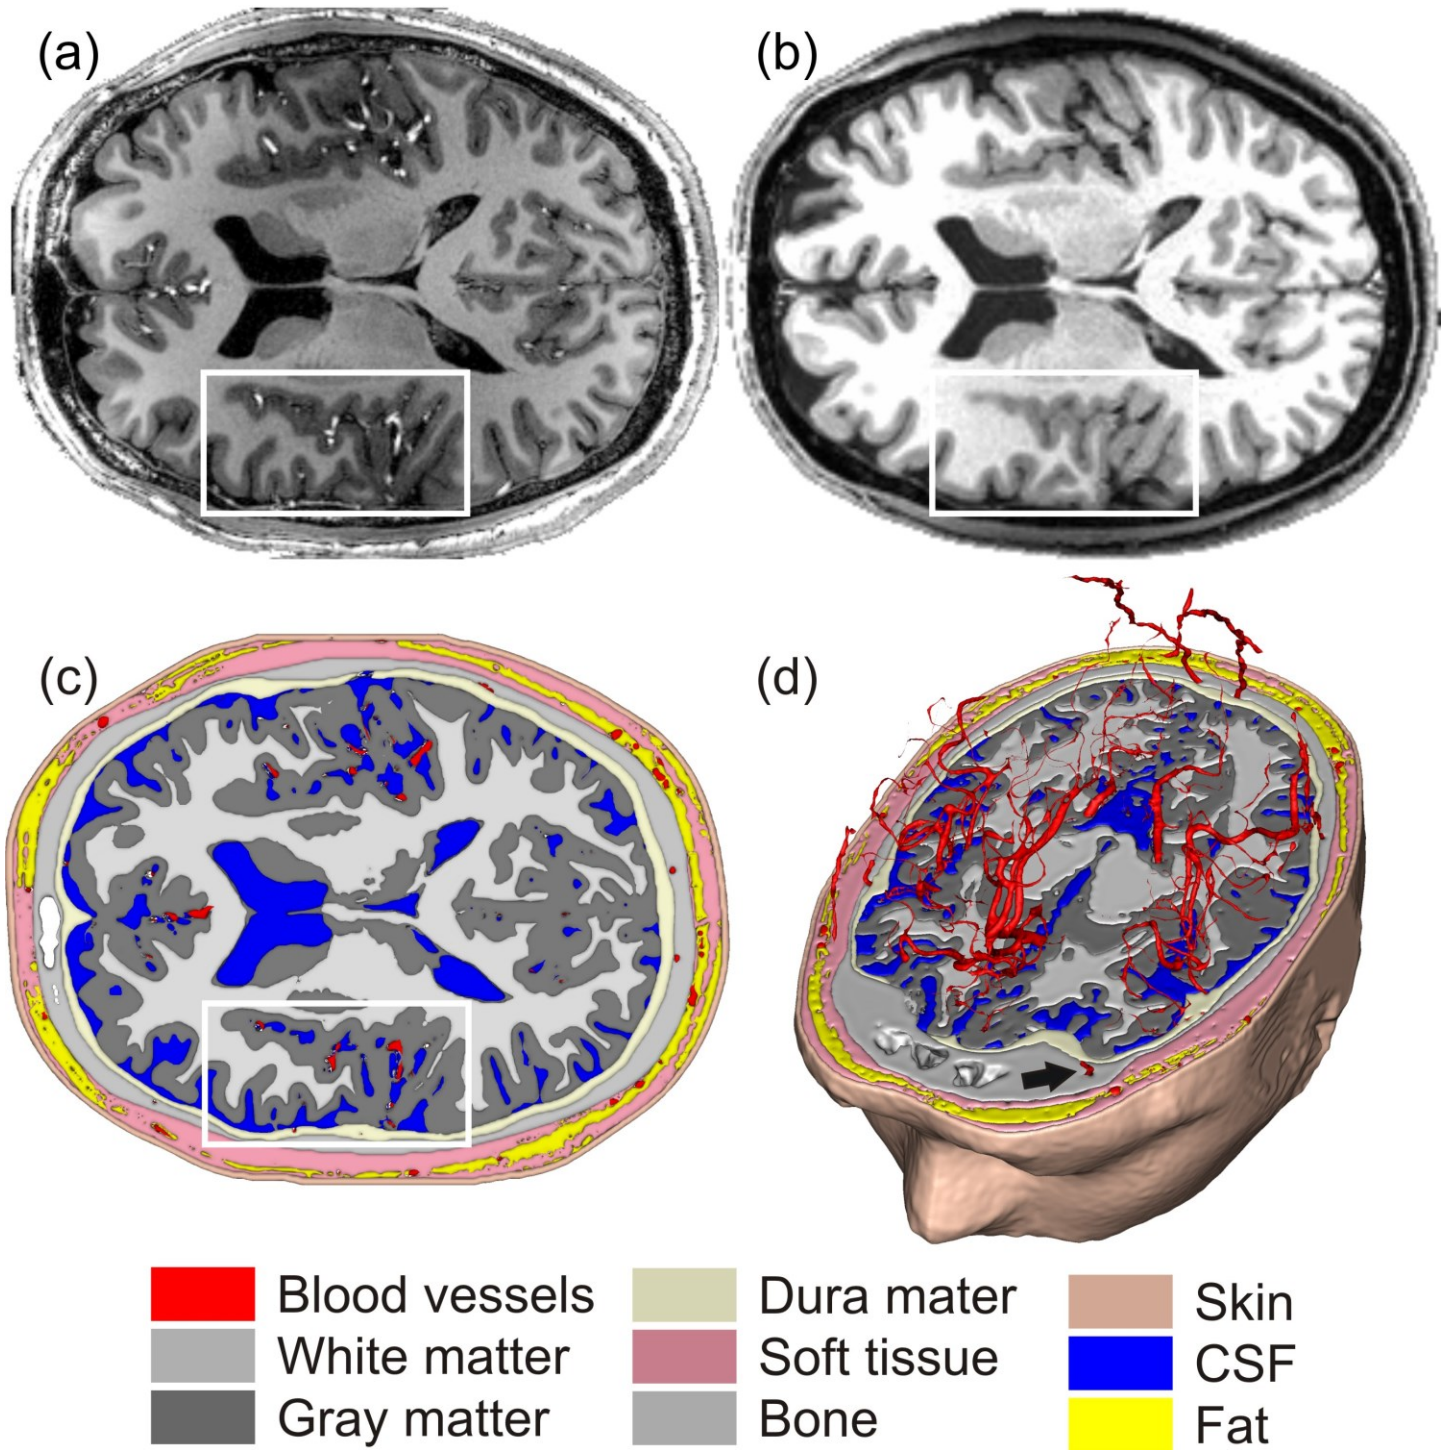 (a) (b)
(c) (d)
Blood vessels Dura mater Skin
White matter Soft tissue CSF
Gray matter Bone Fat